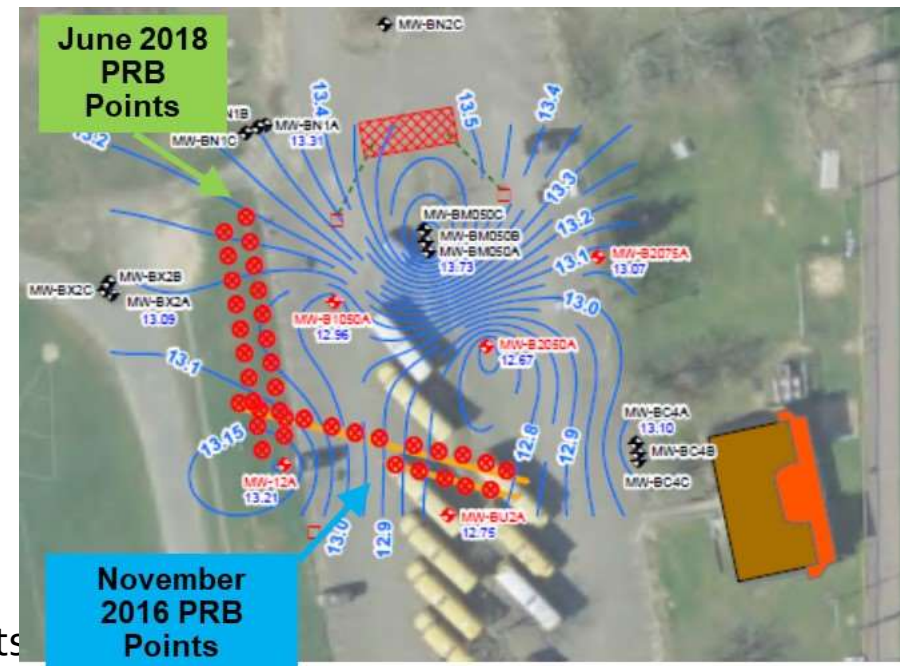 June 2018
PRB
Points
MW-BN2C
MW-BN1A
MW-BN1C
13.31
13.4
13.5
13.4
13.2
13.3
13.2
13.1
13.0
MW-BM050C
MW-BM050B
MW-BM050A
13.73
MW-B2075A
13.07
MW-BX2B
MW-BX2C
MW-BX2A
13.09
MW-B1050A
12.96
MW-B2050A
12.67
13.1
13.15
MW-12A
13.21
12.8
12.9
MW-BC4A
13.10
MW-BC4B
MW-BC4C
13.0
12.9
MW-BU2A
12.75
November
2016 PRB
Points